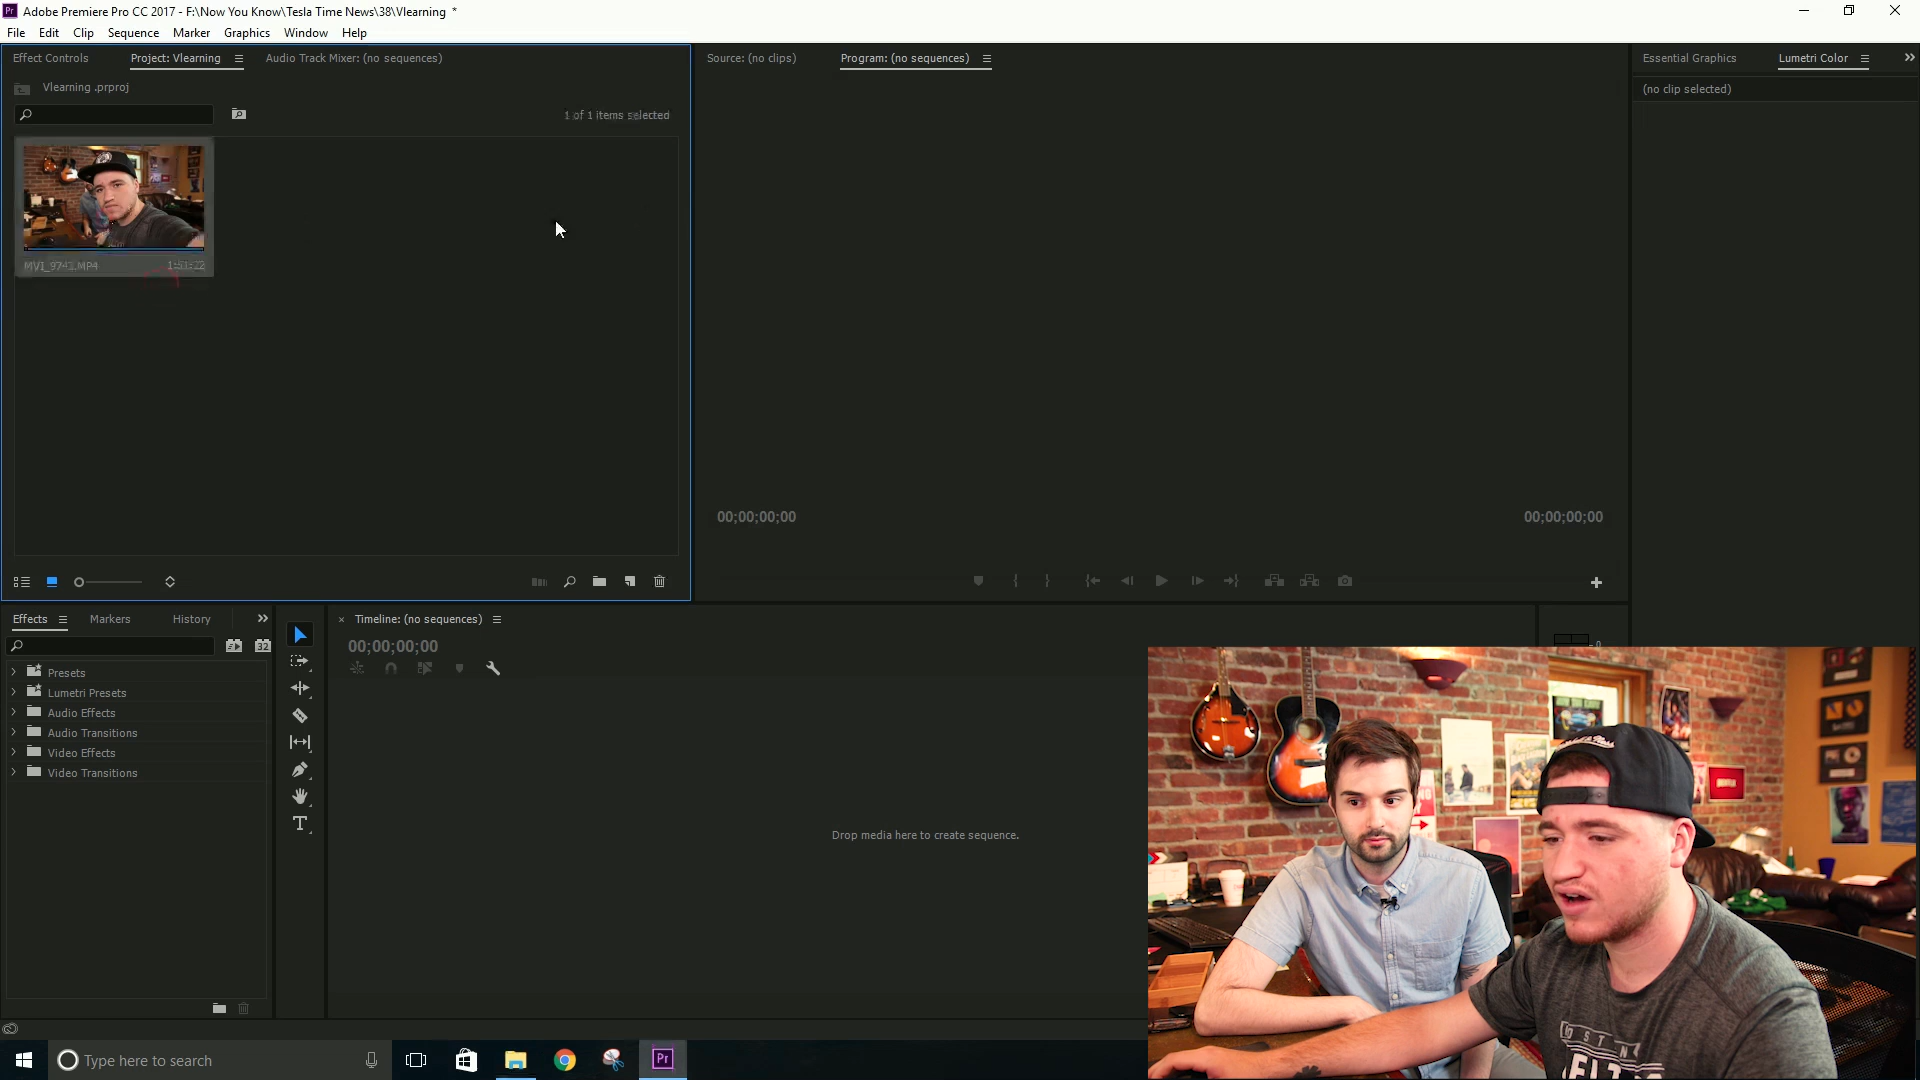 Adobe Premiere Pro CC 2017 - F:\Now You Know\Tesla Time News\38\Vlearning *
File Edit Clip Sequence Marker Graphics Window Help
Effect Controls Project: Vlearning Audio Track Mixer: (no sequences) Source: (no clips) Program: (no sequences) Essential Graphics Lumetri Color
Vlearning .prproj
(no clip selected)
1 of 1 items selected
00;00;00;00 00;00;00;00
Effects Markers History Timeline: (no sequences)
00;00;00;00
32
Presets
Lumetri Presets
Audio Effects
Audio Transitions
Video Effects
Video Transitions
Drop media here to create sequence.
Type here to search
Pr